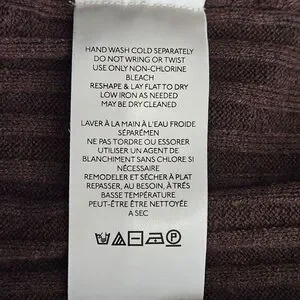 HAND WASH COLD SEPARATELY
DO NOT WRING OR TWIST
USE ONLY NON-CHLORINE
BLEACH
RESHAPE & LAY FLAT TO DRY
LOW IRON AS NEEDED
MAY BE DRY CLEANED
LAVER À LA MAIN À L'EAU FROIDE
SÉPARÉMEN
NE PAS TORDRE OU ESSORER
UTILISER UN AGENT DE
BLANCHIMENT SANS CHLORE SI
NÉCESSAIRE
REMODELER ET SÉCHER À PLAT
REPASSER, AU BESOIN, À TRÉS
BASSE TEMPÉRATURE
PEUT-ÊTRE ÊTRE NETTOYÉ
A SEC
P